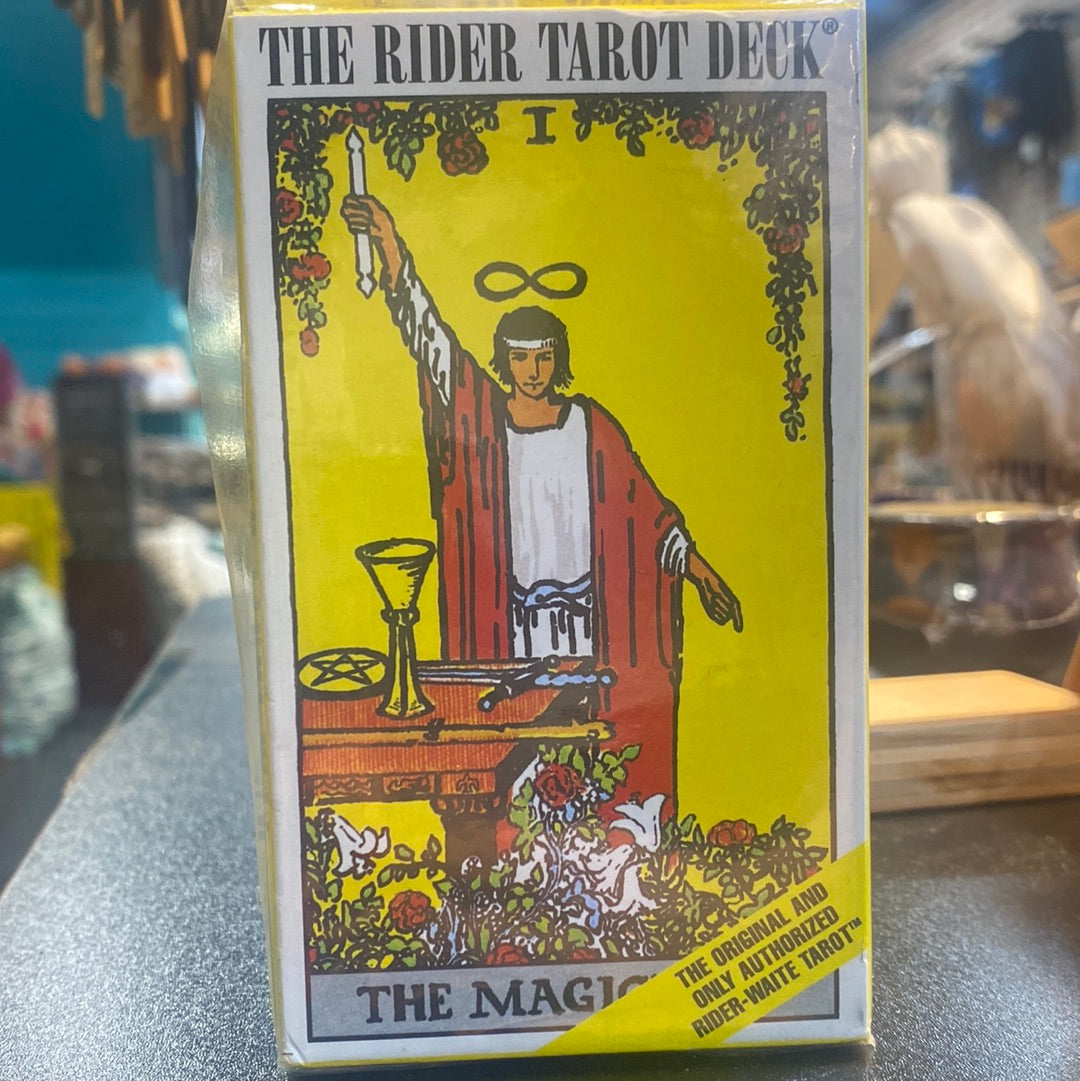 THE RIDER TAROT DECK®
I
THE MAGIC
THE ORIGINAL AND
ONLY AUTHORIZED
RIDER-WAITE TAROT™